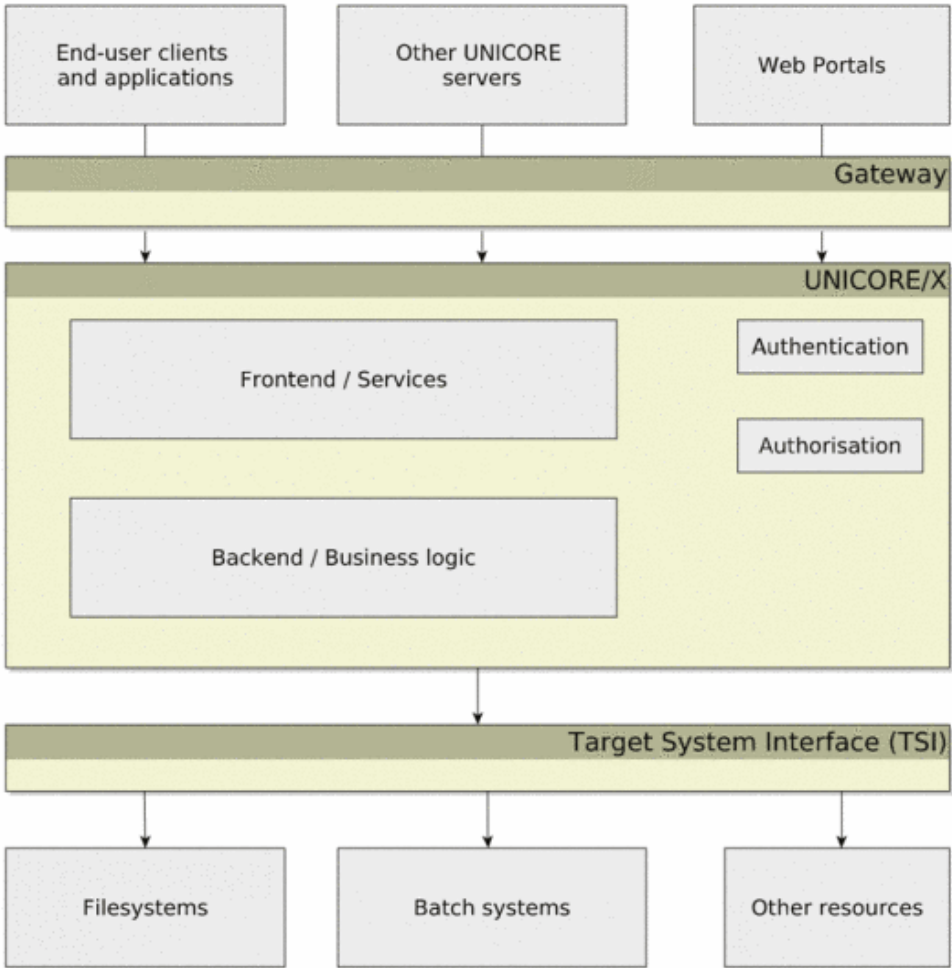 End-user clients
and applications
Other UNICORE
servers
Web Portals
Gateway
UNICORE/X
Frontend / Services
Authentication
Authorisation
Backend / Business logic
Target System Interface (TSI)
Filesystems
Batch systems
Other resources